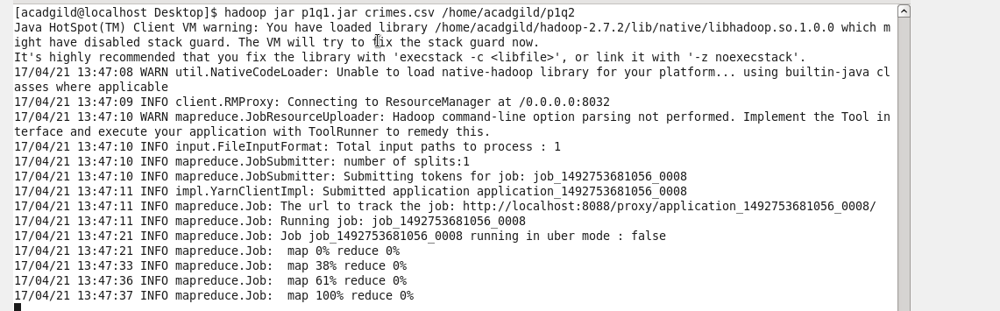 [acadgild@localhost Desktop]$ hadoop jar p1q1.jar crimes.csv /home/acadgild/p1q2
Java HotSpot(TM) Client VM warning: You have loaded library /home/acadgild/hadoop-2.7.2/lib/native/libhadoop.so.1.0.0 which m
ight have disabled stack guard. The VM will try to fix the stack guard now.
It's highly recommended that you fix the library with 'execstack -c <libfile>', or link it with '-z noexecstack'.
17/04/21 13:47:08 WARN util.NativeCodeLoader: Unable to load native-hadoop library for your platform... using builtin-java cl
asses where applicable
17/04/21 13:47:09 INFO client.RMProxy: Connecting to ResourceManager at /0.0.0.0:8032
17/04/21 13:47:10 WARN mapreduce.JobResourceUploader: Hadoop command-line option parsing not performed. Implement the Tool in
terface and execute your application with ToolRunner to remedy this.
17/04/21 13:47:10 INFO input.FileInputFormat: Total input paths to process : 1
17/04/21 13:47:10 INFO mapreduce.JobSubmitter: number of splits:1
17/04/21 13:47:10 INFO mapreduce.JobSubmitter: Submitting tokens for job: job_1492753681056_0008
17/04/21 13:47:11 INFO impl.YarnClientImpl: Submitted application application_1492753681056_0008
17/04/21 13:47:11 INFO mapreduce.Job: The url to track the job: http://localhost:8088/proxy/application_1492753681056_0008/
17/04/21 13:47:11 INFO mapreduce.Job: Running job: job_1492753681056_0008
17/04/21 13:47:21 INFO mapreduce.Job: Job job_1492753681056_0008 running in uber mode : false
17/04/21 13:47:21 INFO mapreduce.Job:  map 0% reduce 0%
17/04/21 13:47:33 INFO mapreduce.Job:  map 38% reduce 0%
17/04/21 13:47:36 INFO mapreduce.Job:  map 61% reduce 0%
17/04/21 13:47:37 INFO mapreduce.Job:  map 100% reduce 0%